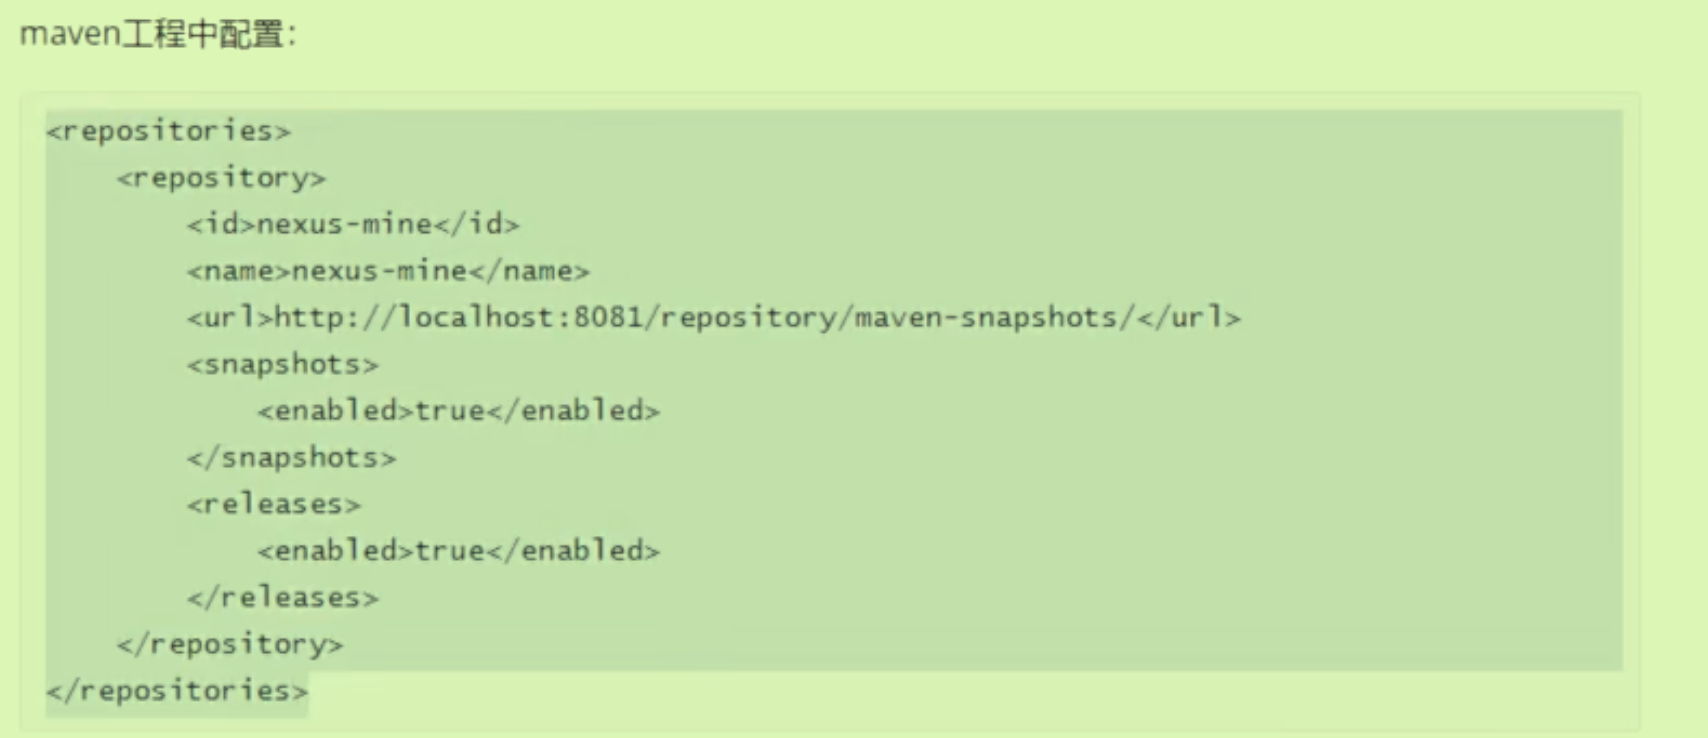 maven工程中配置：
<repositories>
    <repository>
        <id>nexus-mine</id>
        <name>nexus-mine</name>
        <url>http://localhost:8081/repository/maven-snapshots/</url>
        <snapshots>
            <enabled>true</enabled>
        </snapshots>
        <releases>
            <enabled>true</enabled>
        </releases>
    </repository>
</repositories>